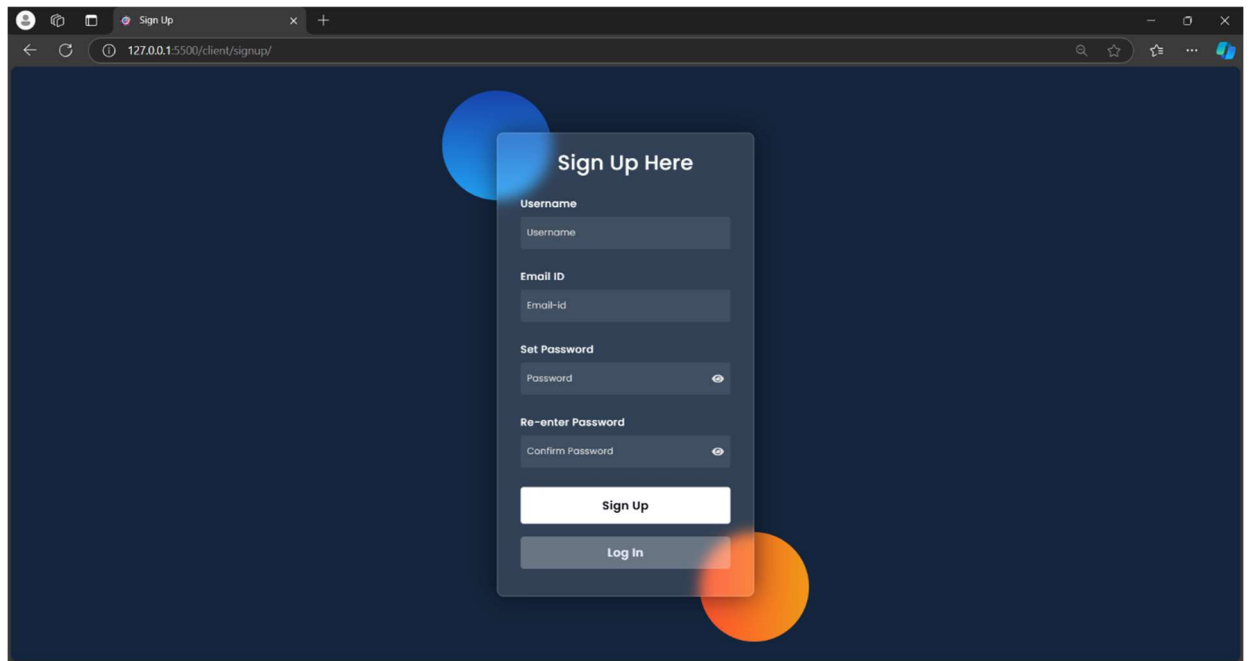 Sign Up
127.0.0.1:5500/client/signup/
Sign Up Here
Username
Username
Email ID
Email-id
Set Password
Password
Re-enter Password
Confirm Password
Sign Up
Log In